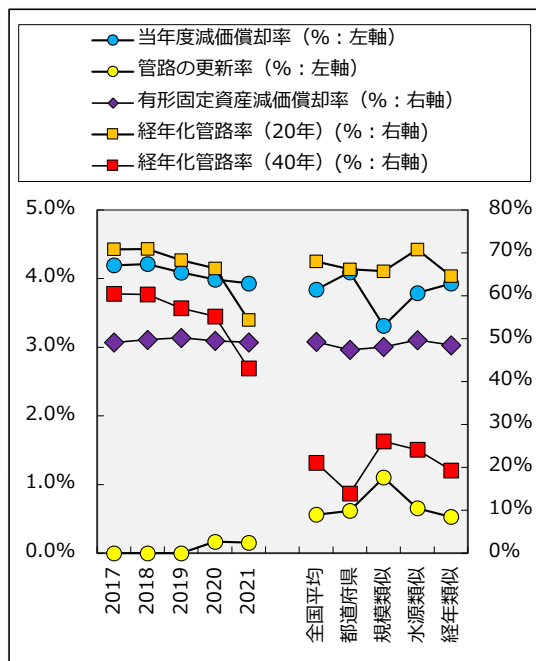 当年度減価償却率（%：左軸）
管路の更新率（%：左軸）
有形固定資産減価償却率（%：右軸）
経年化管路率（20年）(%：右軸)
経年化管路率（40年）(%：右軸)
5.0%
80%
70%
4.0%
60%
3.0%
50%
40%
2.0%
30%
20%
1.0%
10%
0.0%
0%
2017
2018
2019
2020
2021
全国平均
都道府県
規模類似
水源類似
経年類似